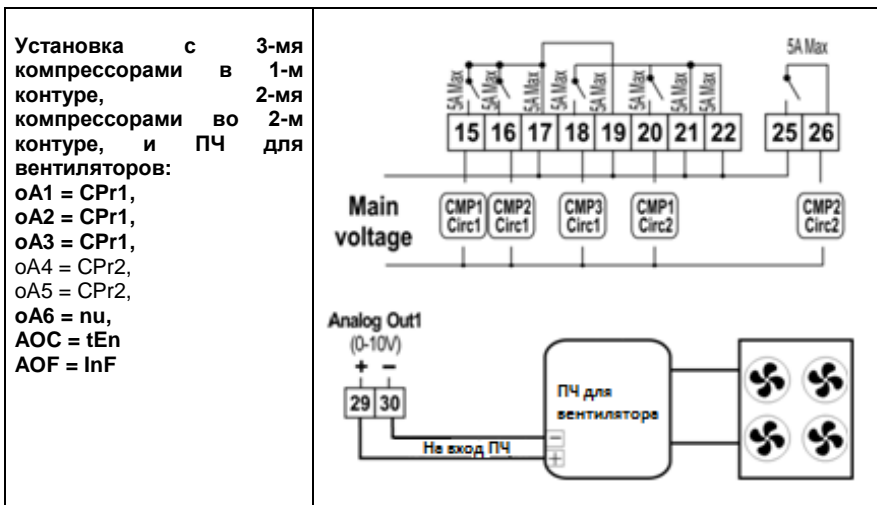 Установка с 3-мя
компрессорами в 1-м
контуре, 2-мя
компрессорами во 2-м
контуре, и ПЧ для
вентиляторов:
oA1 = CPr1,
oA2 = CPr1,
oA3 = CPr1,
oA4 = CPr2,
oA5 = CPr2,
oA6 = nu,
AOC = tEn
AOF = InF
5A Max
5A Max
5A Max
5A Max
5A Max
5A Max
5A Max
5A Max
5A Max
15 16 17 18 19 20 21 22 25 26
Main
voltage
CMP1
Circ1
CMP2
Circ1
CMP3
Circ1
CMP1
Circ2
CMP2
Circ2
Analog Out1
(0-10V)
+ −
29 30
На вход ПЧ
−
+
ПЧ для
вентилятора